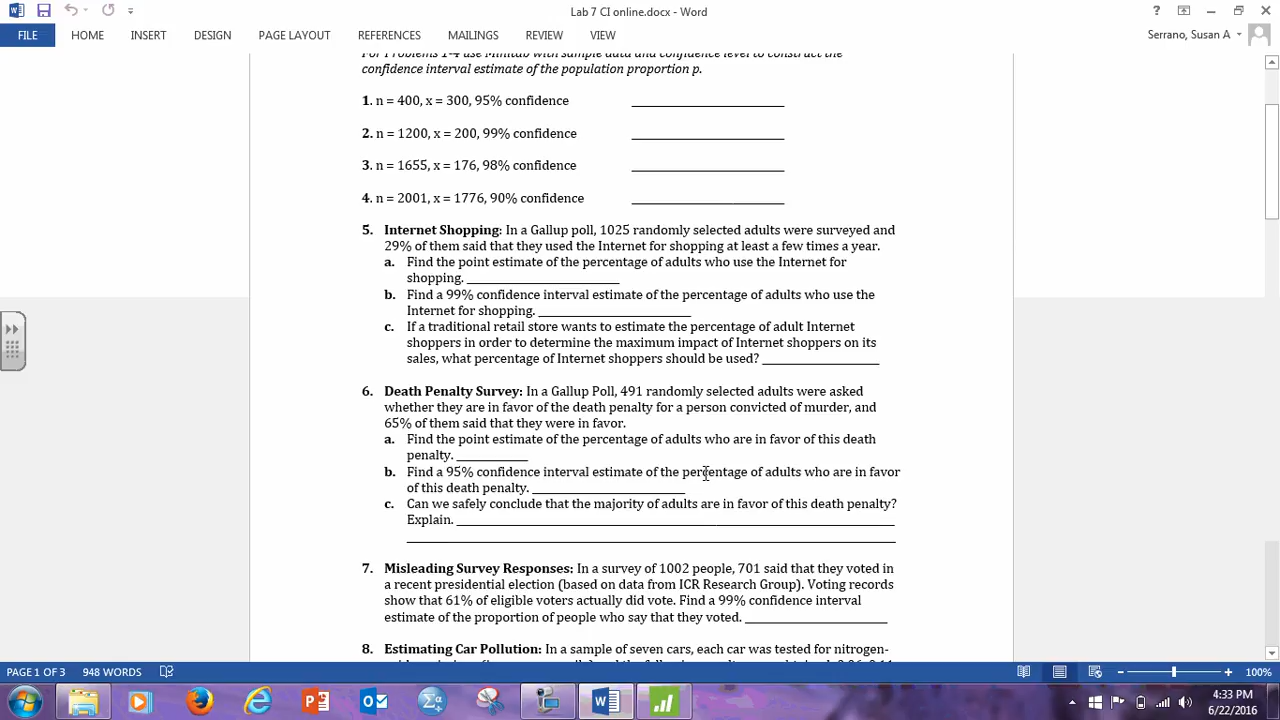 Lab 7 CI online.docx - Word
FILE HOME INSERT DESIGN PAGE LAYOUT REFERENCES MAILINGS REVIEW VIEW Serrano, Susan A
For Problems 1-4 use Minitab with sample data and confidence level to construct the
confidence interval estimate of the population proportion p.
1. n = 400, x = 300, 95% confidence
2. n = 1200, x = 200, 99% confidence
3. n = 1655, x = 176, 98% confidence
4. n = 2001, x = 1776, 90% confidence
5. Internet Shopping: In a Gallup poll, 1025 randomly selected adults were surveyed and
29% of them said that they used the Internet for shopping at least a few times a year.
a. Find the point estimate of the percentage of adults who use the Internet for
shopping.
b. Find a 99% confidence interval estimate of the percentage of adults who use the
Internet for shopping.
c. If a traditional retail store wants to estimate the percentage of adult Internet
shoppers in order to determine the maximum impact of Internet shoppers on its
sales, what percentage of Internet shoppers should be used?
6. Death Penalty Survey: In a Gallup Poll, 491 randomly selected adults were asked
whether they are in favor of the death penalty for a person convicted of murder, and
65% of them said that they were in favor.
a. Find the point estimate of the percentage of adults who are in favor of this death
penalty.
b. Find a 95% confidence interval estimate of the percentage of adults who are in favor
of this death penalty.
c. Can we safely conclude that the majority of adults are in favor of this death penalty?
Explain.
7. Misleading Survey Responses: In a survey of 1002 people, 701 said that they voted in
a recent presidential election (based on data from ICR Research Group). Voting records
show that 61% of eligible voters actually did vote. Find a 99% confidence interval
estimate of the proportion of people who say that they voted.
8. Estimating Car Pollution: In a sample of seven cars, each car was tested for nitrogen-
PAGE 1 OF 3 948 WORDS 100%
4:33 PM
6/22/2016